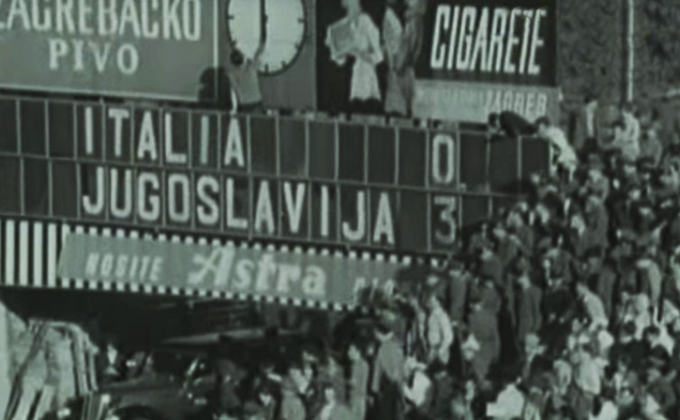 ZAGREBAČKO
PIVO
CIGARETE
ZAGREB
ITALIA 0
JUGOSLAVIJA 3
NOSITE Astra